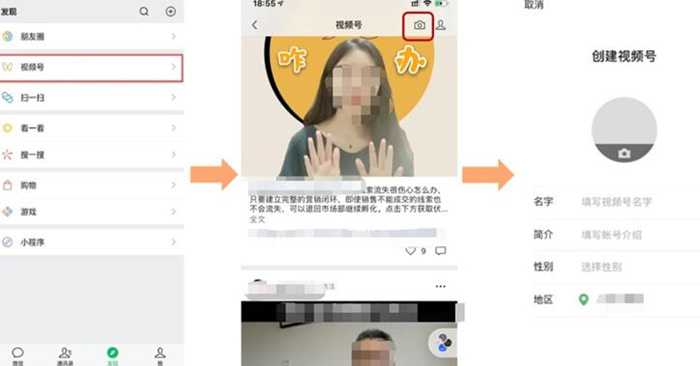 发现
朋友圈
视频号
扫一扫
看一看
搜一搜
购物
游戏
小程序
微信
通讯录
发现
我
18:55
视频号
咋
办
索流失很伤心怎么办、
只要建立完整的营销闭环，即使销售不能成交的线索也
不会流失，可以退回市场部继续孵化，点击下方获取伏...
全文
9
关注
取消
创建视频号
名字 填写视频号名字
简介 填写账号介绍
性别 选择性别
地区